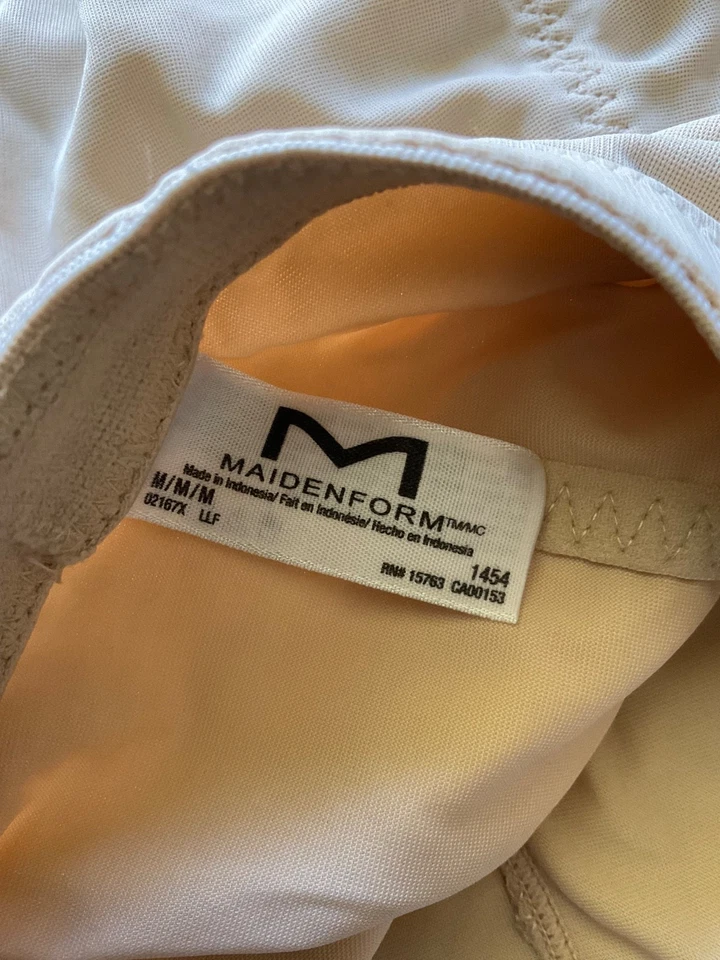 M
MAIDENFORM™/MC
Made in Indonesia/ Fait en Indonésie/ Hecho en Indonesia
M/M/M
02167X LLF
1454
RN# 15763 CA00153